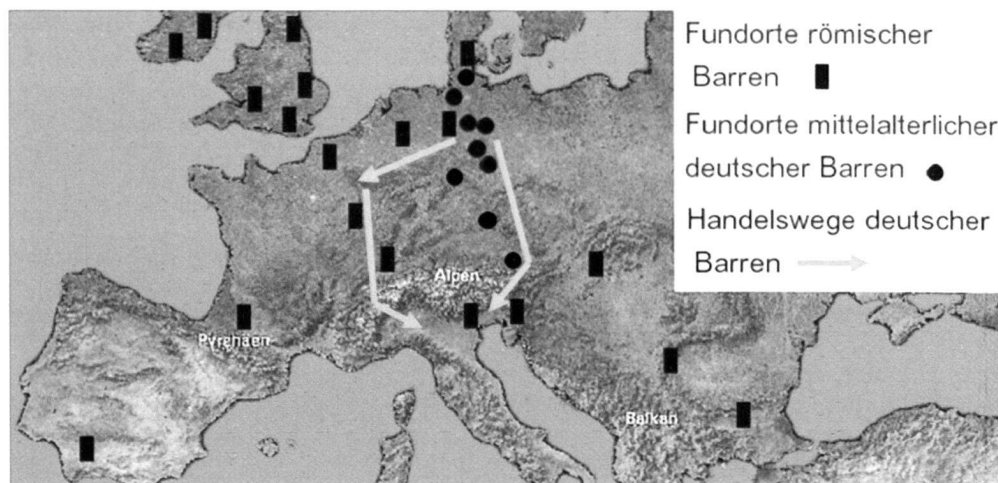 Fundorte römischer
Barren
Fundorte mittelalterlicher
deutscher Barren
Handelswege deutscher
Barren
Alpen
Pyrenäen
Balkan